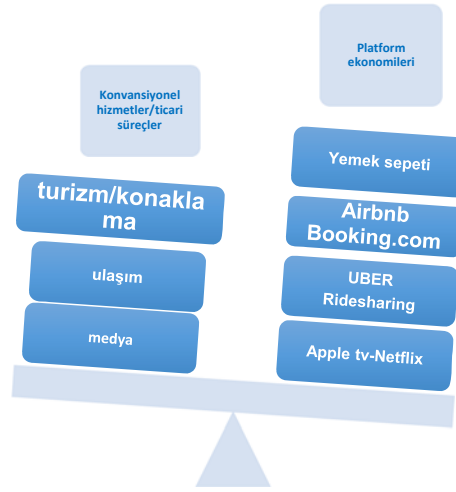 Konvansiyonel
hizmetler/ticari
süreçler
turizm/konakla
ma
ulaşım
medya
Platform
ekonomileri
Yemek sepeti
Airbnb
Booking.com
UBER
Ridesharing
Apple tv-Netflix